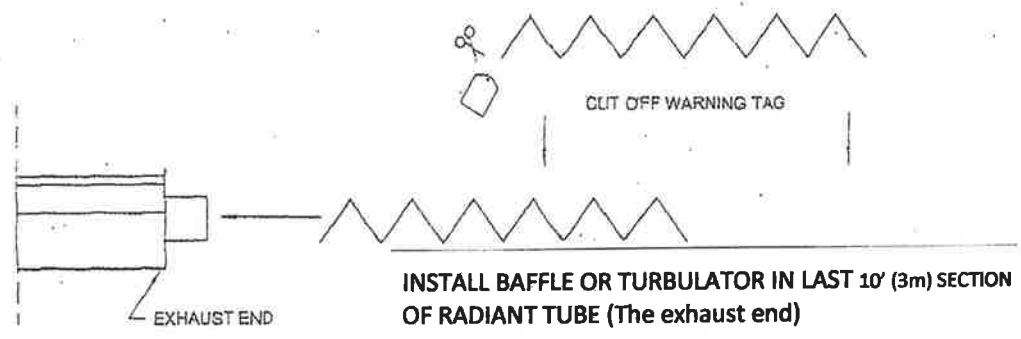 CUT OFF WARNING TAG
INSTALL BAFFLE OR TURBULATOR IN LAST 10' (3m) SECTION
OF RADIANT TUBE (The exhaust end)
EXHAUST END